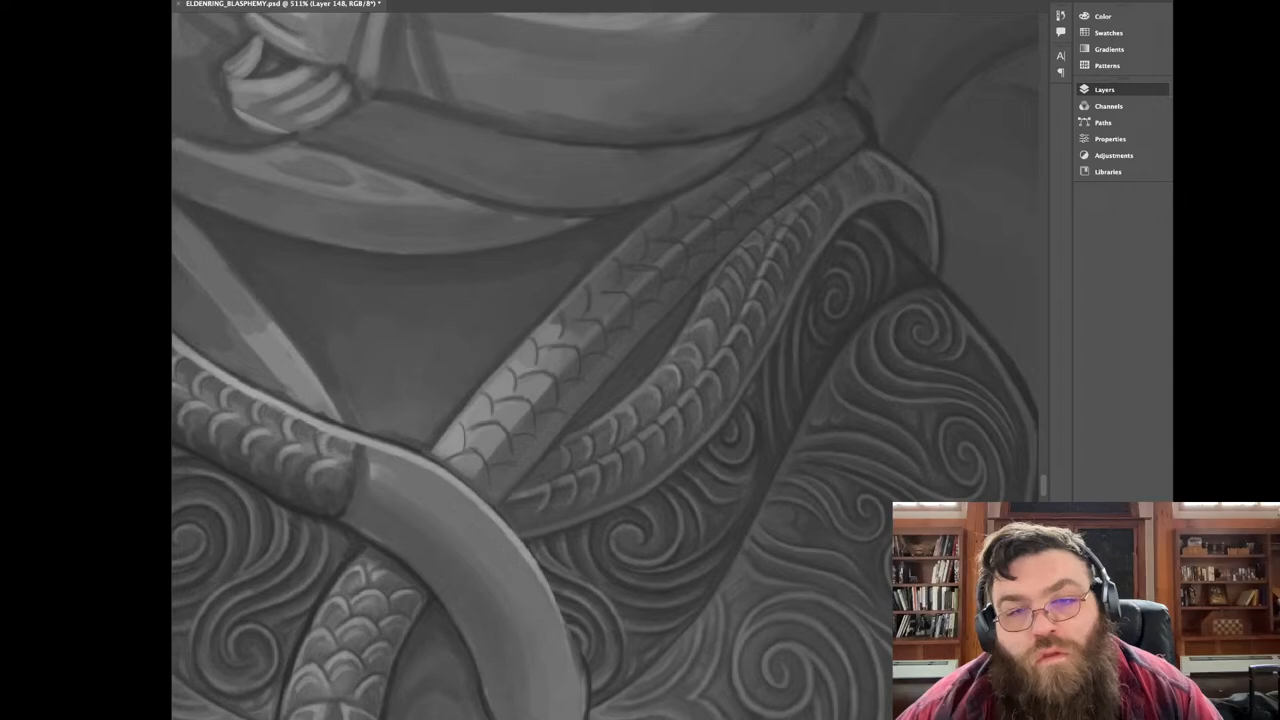 ELDENRING_BLASPHEMY.psd @ 511% (Layer 148, RGB/8*) *
Color
Swatches
Gradients
Patterns
Layers
Channels
Paths
Properties
Adjustments
Libraries